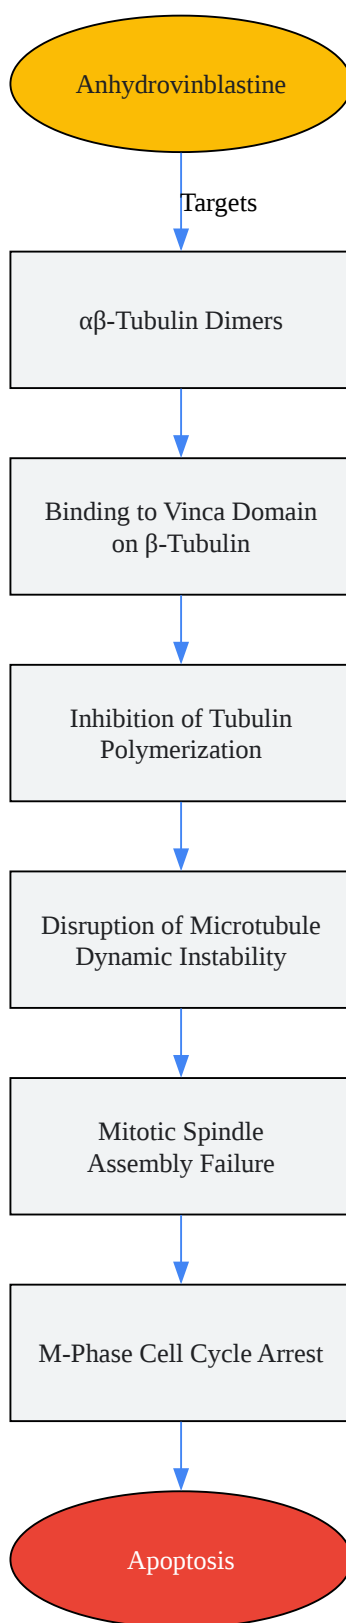 Anhydrovinblastine
Targets
αβ-Tubulin Dimers
Binding to Vinca Domain
on β-Tubulin
Inhibition of Tubulin
Polymerization
Disruption of Microtubule
Dynamic Instability
Mitotic Spindle
Assembly Failure
M-Phase Cell Cycle Arrest
Apoptosis